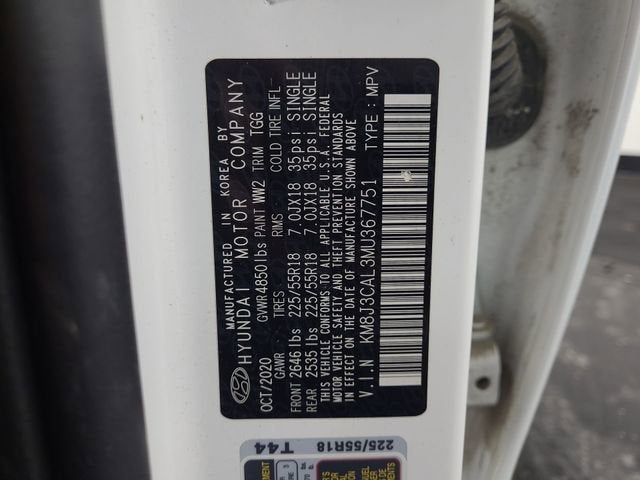 MANUFACTURED IN KOREA BY
HYUNDAI MOTOR COMPANY
OCT/2020 GVWR 4850 lbs PAINT WW2 TRIM TGG
GAWR TIRES RIMS COLD TIRE INFL
FRONT 2646 lbs 225/55R18 7.0JX18 35psi SINGLE
REAR 2535 lbs 225/55R18 7.0JX18 35psi SINGLE
THIS VEHICLE CONFORMS TO ALL APPLICABLE U.S.A. FEDERAL
MOTOR VEHICLE SAFETY, AND THEFT PREVENTION STANDARDS
IN EFFECT ON THE DATE OF MANUFACTURE SHOWN ABOVE
V.I.N KM8J3CAL3MU367751 TYPE : MPV
T44
225/55R18